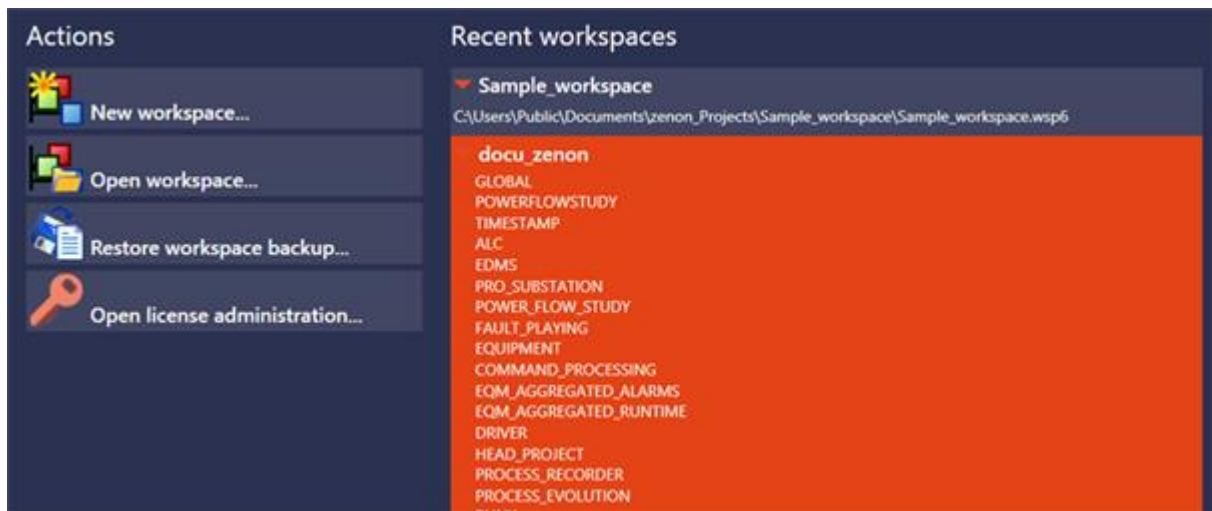 Actions
New workspace...
Open workspace...
Restore workspace backup...
Open license administration...
Recent workspaces
Sample_workspace
C:\Users\Public\Documents\zenon_Projects\Sample_workspace\Sample_workspace.wsp6
docu_zenon
GLOBAL
POWERFLOWSTUDY
TIMESTAMP
ALC
EDMS
PRO_SUBSTATION
POWER_FLOW_STUDY
FAULT_PLAYING
EQUIPMENT
COMMAND_PROCESSING
EQM_AGGREGATED_ALARMS
EQM_AGGREGATED_RUNTIME
DRIVER
HEAD_PROJECT
PROCESS_RECORDER
PROCESS_EVOLUTION